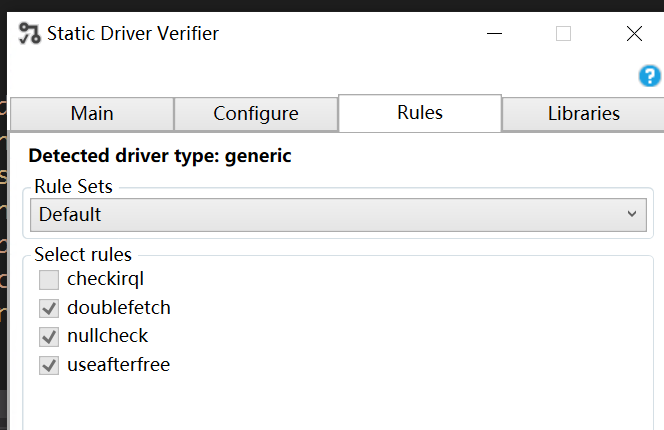 Static Driver Verifier
?
Main Configure Rules Libraries
Detected driver type: generic
Rule Sets
Default
Select rules
checkirql
doublefetch
nullcheck
useafterfree